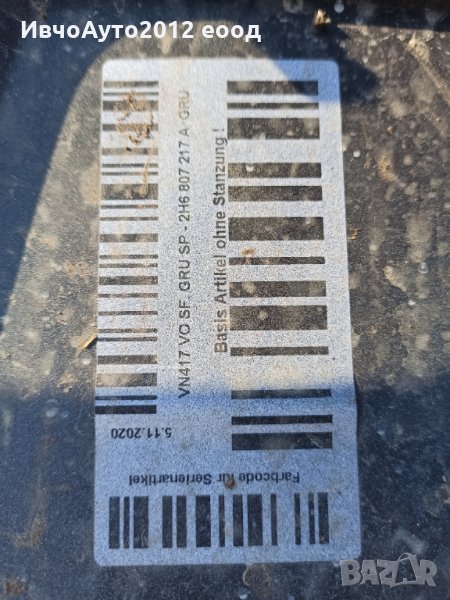 ИвчоАуто2012 еоод
VN417 VO SF. GRU SP - 2H6 807 217 A GRU
Basis Artikel ohne Stanzung !
5.11.2020
Farbcode für Serienartikel
BAZAR